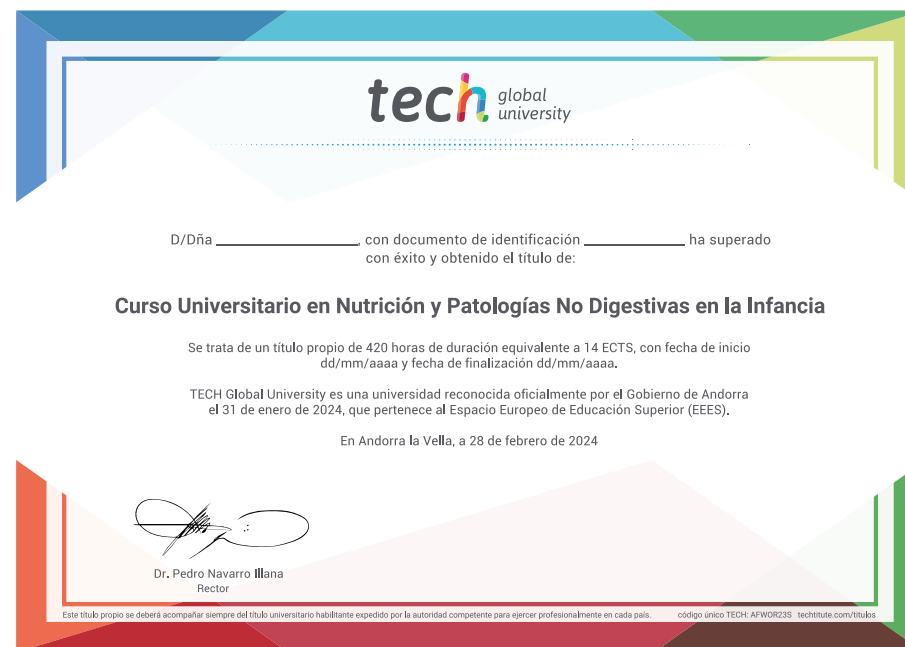 tech global university
D/Dña ____________________, con documento de identificación ______________ ha superado
con éxito y obtenido el título de:
Curso Universitario en Nutrición y Patologías No Digestivas en la Infancia
Se trata de un título propio de 420 horas de duración equivalente a 14 ECTS, con fecha de inicio
dd/mm/aaaa y fecha de finalización dd/mm/aaaa.
TECH Global University es una universidad reconocida oficialmente por el Gobierno de Andorra
el 31 de enero de 2024, que pertenece al Espacio Europeo de Educación Superior (EEES).
En Andorra la Vella, a 28 de febrero de 2024
Dr. Pedro Navarro Illana
Rector
Este título propio se deberá acompañar siempre del título universitario habilitante expedido por la autoridad competente para ejercer profesionalmente en cada país. código único TECH: AFWOR23S techtitute.com/titulos